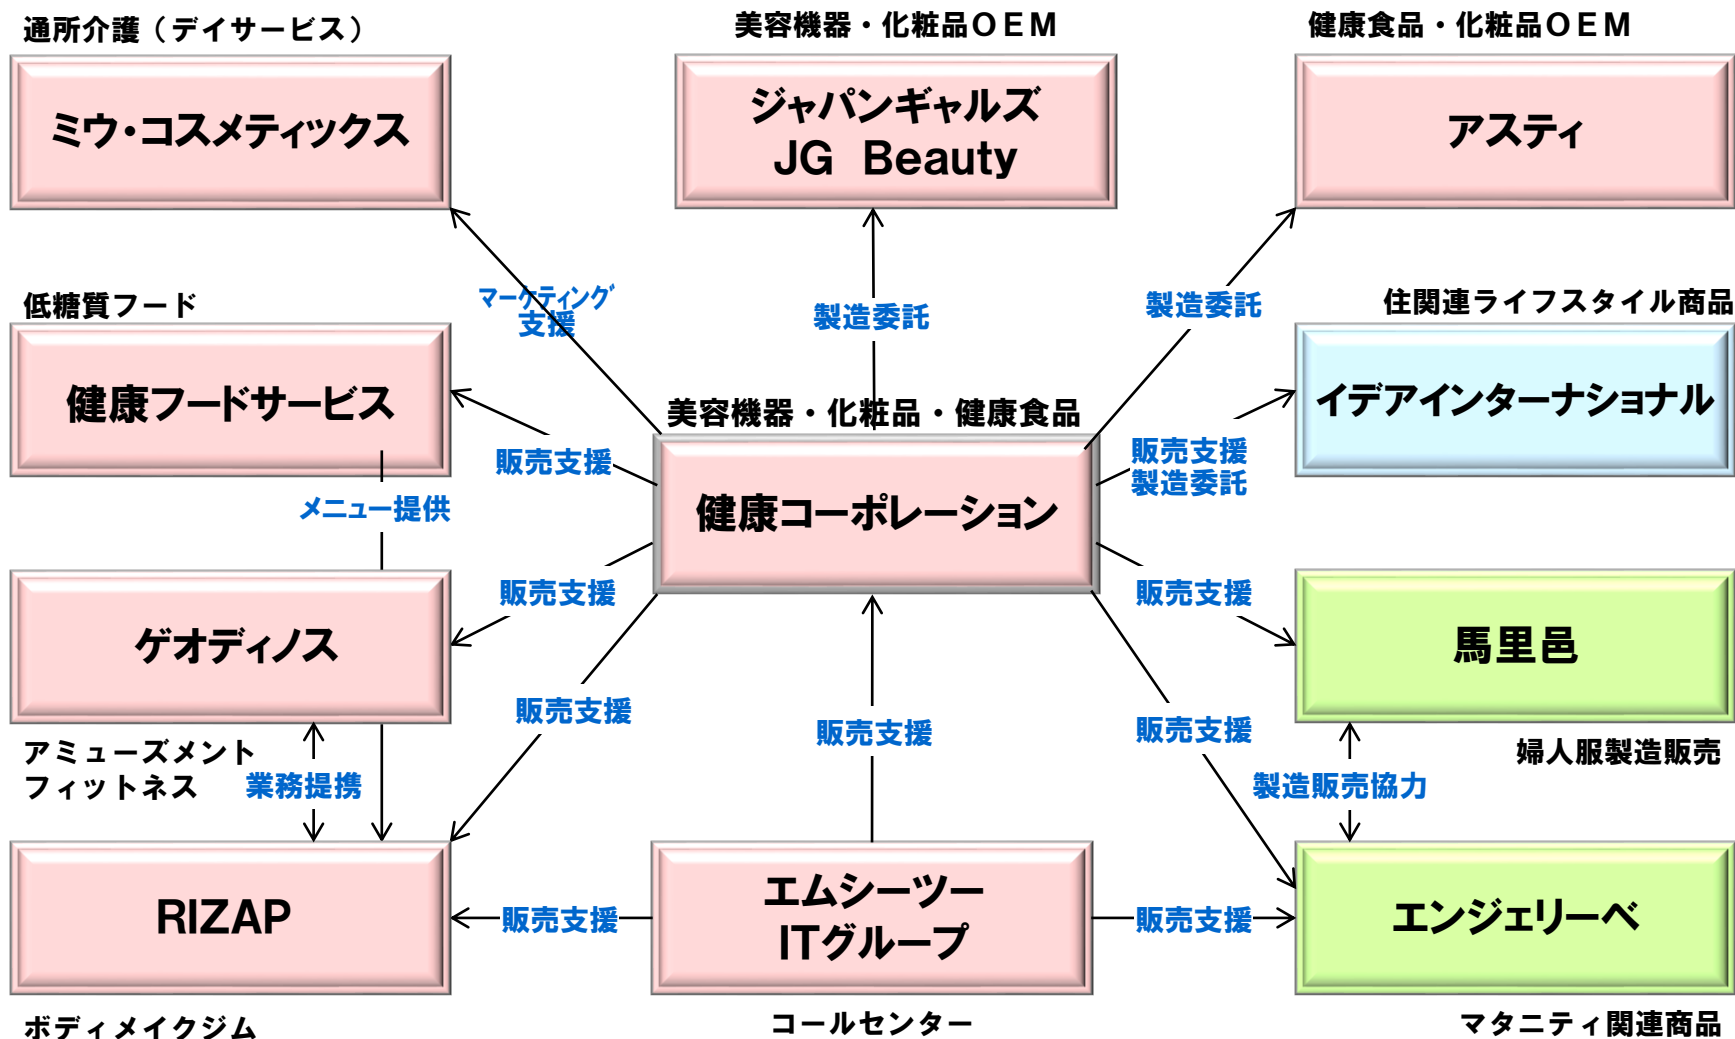 通所介護（デイサービス）
美容機器・化粧品ＯＥＭ
健康食品・化粧品ＯＥＭ
ミウ・コスメティックス
ジャパンギャルズ
JG Beauty
アスティ
マーケティング
支援
製造委託
製造委託
低糖質フード
住関連ライフスタイル商品
健康フードサービス
イデアインターナショナル
美容機器・化粧品・健康食品
販売支援
販売支援
製造委託
健康コーポレーション
メニュー提供
販売支援
販売支援
ゲオディノス
馬里邑
販売支援
販売支援
販売支援
アミューズメント
フィットネス
婦人服製造販売
業務提携
製造販売協力
RIZAP
エムシーツー
ITグループ
エンジェリーベ
販売支援
販売支援
ボディメイクジム
コールセンター
マタニティ関連商品